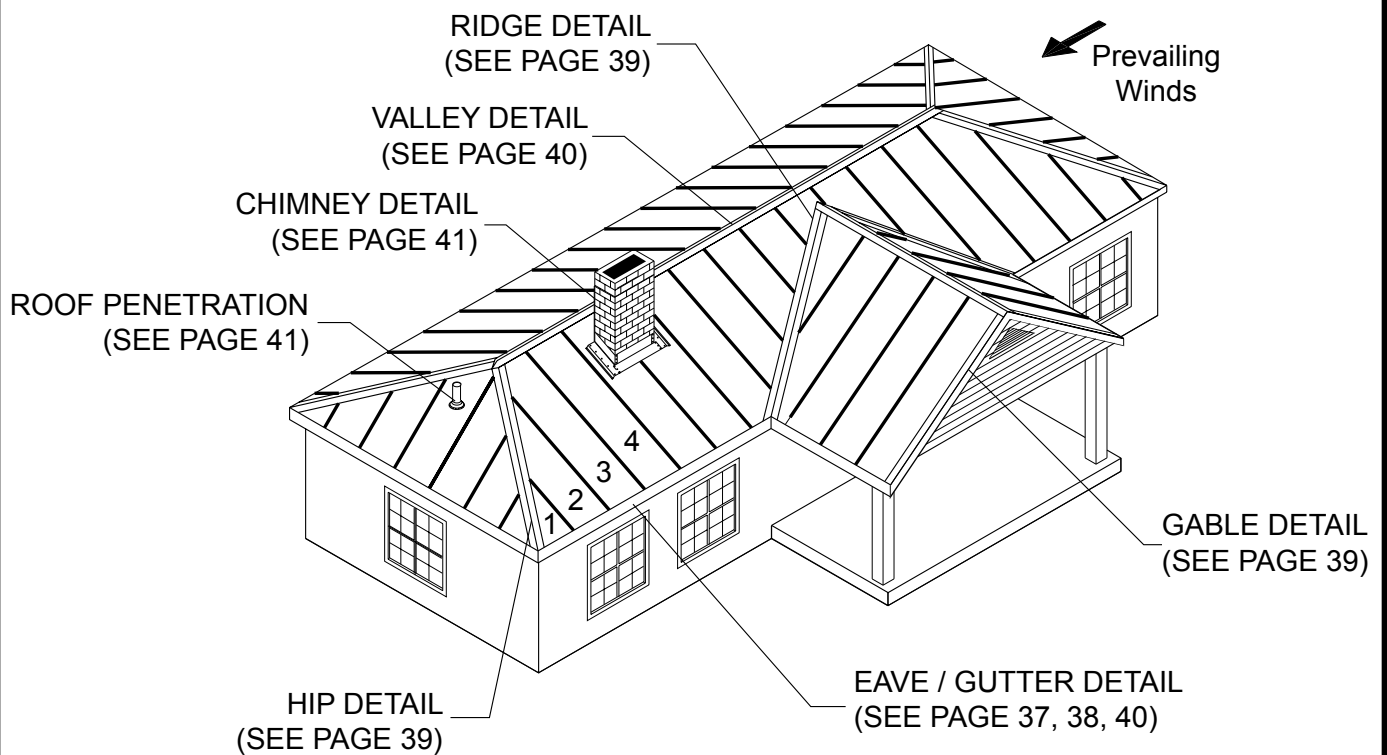 RIDGE DETAIL
(SEE PAGE 39)
Prevailing
Winds
VALLEY DETAIL
(SEE PAGE 40)
CHIMNEY DETAIL
(SEE PAGE 41)
ROOF PENETRATION
(SEE PAGE 41)
4
3
2
1
GABLE DETAIL
(SEE PAGE 39)
EAVE / GUTTER DETAIL
(SEE PAGE 37, 38, 40)
HIP DETAIL
(SEE PAGE 39)